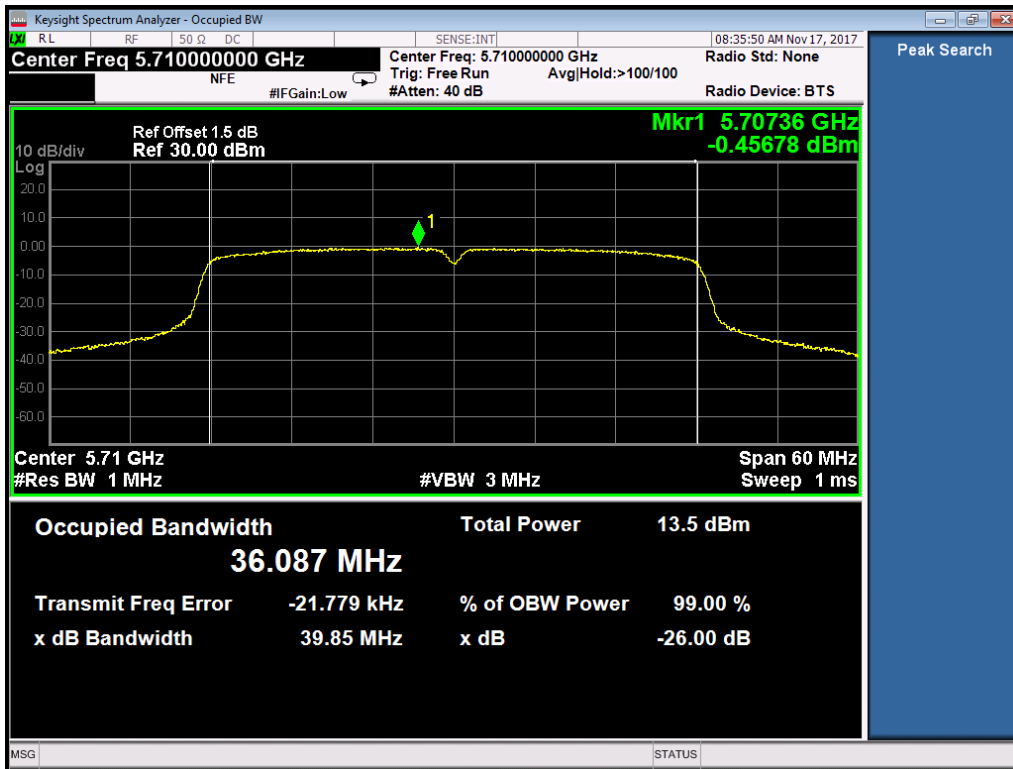 Keysight Spectrum Analyzer - Occupied BW
LXI RL RF 50 Ω DC SENSE:INT 08:35:50 AM Nov 17, 2017
Center Freq 5.710000000 GHz
NFE
#IFGain:Low
Center Freq: 5.710000000 GHz
Trig: Free Run Avg|Hold:>100/100
#Atten: 40 dB
Radio Std: None
Radio Device: BTS
Peak Search
Ref Offset 1.5 dB
10 dB/div Ref 30.00 dBm
Mkr1 5.70736 GHz
-0.45678 dBm
Log
20.0
10.0
1
0.00
-10.0
-20.0
-30.0
-40.0
-50.0
-60.0
Center 5.71 GHz Span 60 MHz
#Res BW 1 MHz #VBW 3 MHz Sweep 1 ms
Occupied Bandwidth Total Power 13.5 dBm
36.087 MHz
Transmit Freq Error -21.779 kHz % of OBW Power 99.00 %
x dB Bandwidth 39.85 MHz x dB -26.00 dB
MSG STATUS